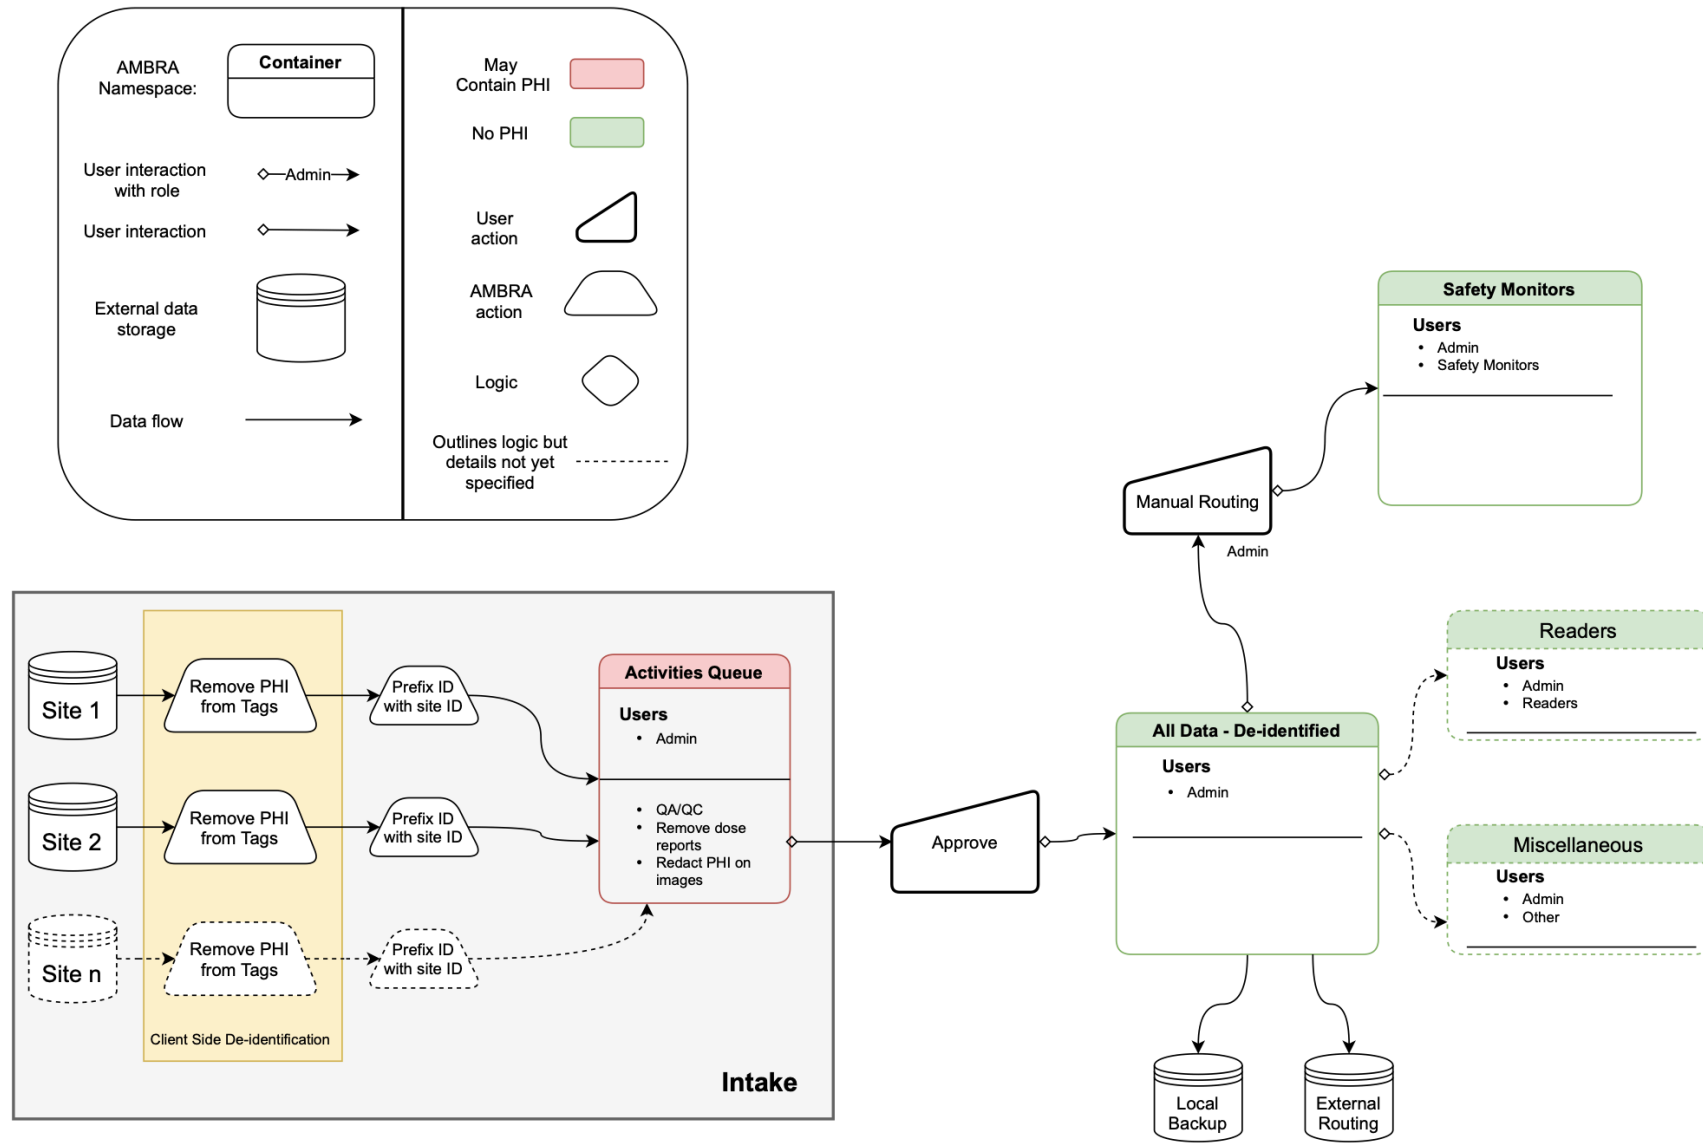 AMBRA
Namespace:
Container
User interaction
with role
Admin
User interaction
External data
storage
Data flow
May
Contain PHI
No PHI
User
action
AMBRA
action
Logic
Outlines logic but
details not yet
specified
Safety Monitors
Users
• Admin
• Safety Monitors
Manual Routing
Admin
Site 1
Remove PHI
from Tags
Prefix ID
with site ID
Site 2
Remove PHI
from Tags
Prefix ID
with site ID
Site n
Remove PHI
from Tags
Prefix ID
with site ID
Client Side De-identification
Intake
Activities Queue
Users
• Admin
• QA/QC
• Remove dose
reports
• Redact PHI on
images
Approve
All Data - De-identified
Users
• Admin
Readers
Users
• Admin
• Readers
Miscellaneous
Users
• Admin
• Other
Local
Backup
External
Routing